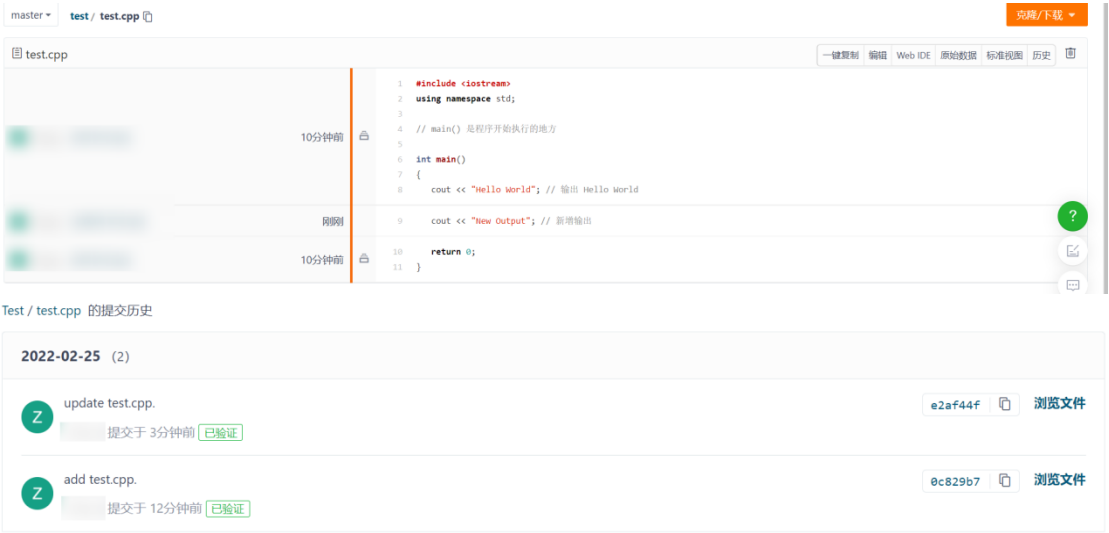 master test / test.cpp 克隆/下载
test.cpp 一键复制 编辑 Web IDE 原始数据 标准视图 历史
1 #include <iostream>
2 using namespace std;
3
4 // main() 是程序开始执行的地方
5
10分钟前 6 int main()
7 {
8 cout << "Hello World"; // 输出 Hello World
刚刚 9 cout << "New Output"; // 新增输出
?
10分钟前 10 return 0;
11 }
Test / test.cpp 的提交历史
2022-02-25 (2)
Z update test.cpp. e2af44f 浏览文件
提交于 3分钟前 已验证
Z add test.cpp. 0c829b7 浏览文件
提交于 12分钟前 已验证